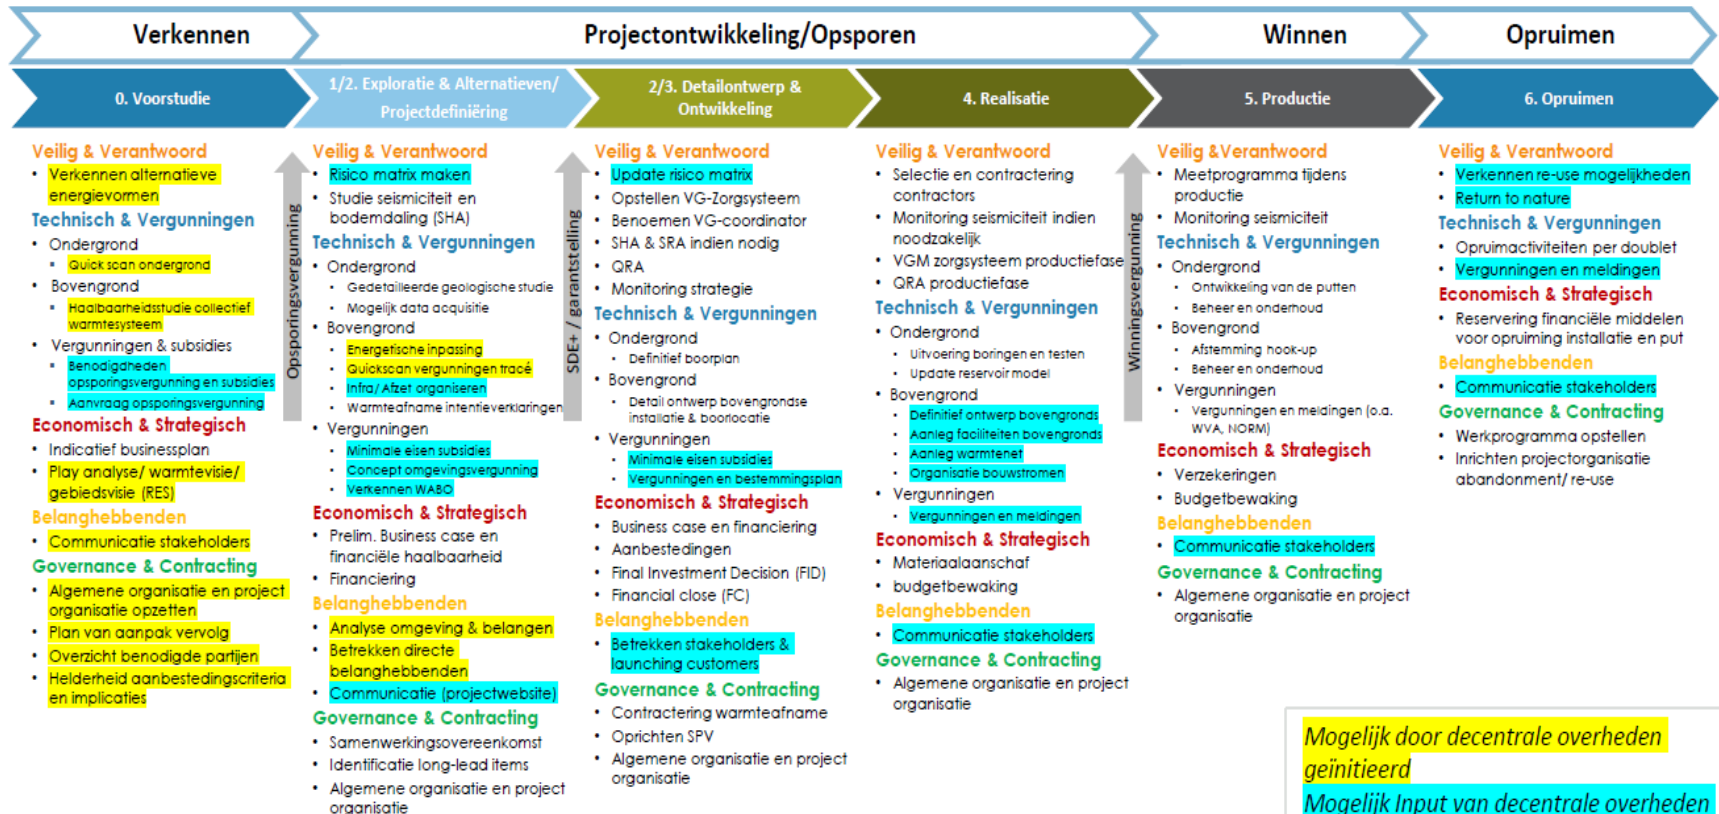 Verkennen
Projectontwikkeling/Opsporen
Winnen
Opruimen
0. Voorstudie
1/2. Exploratie & Alternatieven/
Projectdefiniëring
2/3. Detailontwerp &
Ontwikkeling
4. Realisatie
5. Productie
6. Opruimen
Veilig & Verantwoord
• Verkennen alternatieve
energievormen
Technisch & Vergunningen
• Ondergrond
▪ Quick scan ondergrond
• Bovengrond
▪ Haalbaarheidsstudie collectief
warmtesysteem
• Vergunningen & subsidies
▪ Benodigdheden
opsporingsvergunning en subsidies
▪ Aanvraag opsporingsvergunning
Economisch & Strategisch
• Indicatief businessplan
• Play analyse/ warmtevisie/
gebiedsvisie (RES)
Belanghebbenden
• Communicatie stakeholders
Governance & Contracting
• Algemene organisatie en project
organisatie opzetten
• Plan van aanpak vervolg
• Overzicht benodigde partijen
• Helderheid aanbestedingscriteria
en implicaties
Opsporingsvergunning
Veilig & Verantwoord
• Risico matrix maken
• Studie seismiciteit en
bodemdaling (SHA)
Technisch & Vergunningen
• Ondergrond
• Gedetailleerde geologische studie
• Mogelijk data acquisitie
• Bovengrond
• Energetische inpassing
• Quickscan vergunningen tracé
• Infra/ Afzet organiseren
• Warmteafname intentieverklaringen
• Vergunningen
• Minimale eisen subsidies
• Concept omgevingsvergunning
• Verkennen WABO
Economisch & Strategisch
• Prelim. Business case en
financiële haalbaarheid
• Financiering
Belanghebbenden
• Analyse omgeving & belangen
• Betrekken directe
belanghebbenden
• Communicatie (projectwebsite)
Governance & Contracting
• Samenwerkingsovereenkomst
• Identificatie long-lead items
• Algemene organisatie en project
organisatie
SDE+ / garantstelling
Veilig & Verantwoord
• Update risico matrix
• Opstellen VG-Zorgsysteem
• Benoemen VG-coordinator
• SHA & SRA indien nodig
• QRA
• Monitoring strategie
Technisch & Vergunningen
• Ondergrond
• Definitief boorplan
• Bovengrond
• Detail ontwerp bovengrondse
installatie & boorlocatie
• Vergunningen
• Minimale eisen subsidies
• Vergunningen en bestemmingsplan
Economisch & Strategisch
• Business case en financiering
• Aanbestedingen
• Final Investment Decision (FID)
• Financial close (FC)
Belanghebbenden
• Betrekken stakeholders &
launching customers
Governance & Contracting
• Contractering warmteafname
• Oprichten SPV
• Algemene organisatie en project
organisatie
Veilig & Verantwoord
• Selectie en contractering
contractors
• Monitoring seismiciteit indien
noodzakelijk
• VGM zorgsysteem productiefase
• QRA productiefase
Technisch & Vergunningen
• Ondergrond
• Uitvoering boringen en testen
• Update reservoir model
• Bovengrond
• Definitief ontwerp bovengronds
• Aanleg faciliteiten bovengronds
• Aanleg warmtenet
• Organisatie bouwstromen
• Vergunningen
• Vergunningen en meldingen
Economisch & Strategisch
• Materiaalaanschaf
• budgetbewaking
Belanghebbenden
• Communicatie stakeholders
Governance & Contracting
• Algemene organisatie en project
organisatie
Winningsvergunning
Veilig &Verantwoord
• Meetprogramma tijdens
productie
• Monitoring seismiciteit
Technisch & Vergunningen
• Ondergrond
• Ontwikkeling van de putten
• Beheer en onderhoud
• Bovengrond
• Afstemming hook-up
• Beheer en onderhoud
• Vergunningen
• Vergunningen en meldingen (o.a.
WVA, NORM)
Economisch & Strategisch
• Verzekeringen
• Budgetbewaking
Belanghebbenden
• Communicatie stakeholders
Governance & Contracting
• Algemene organisatie en project
organisatie
Veilig & Verantwoord
• Verkennen re-use mogelijkheden
• Return to nature
Technisch & Vergunningen
• Opruimactiviteiten per doublet
• Vergunningen en meldingen
Economisch & Strategisch
• Reservering financiële middelen
voor opruiming installatie en put
Belanghebbenden
• Communicatie stakeholders
Governance & Contracting
• Werkprogramma opstellen
• Inrichten projectorganisatie
abandonment/ re-use
Mogelijk door decentrale overheden
geïnitieerd
Mogelijk Input van decentrale overheden